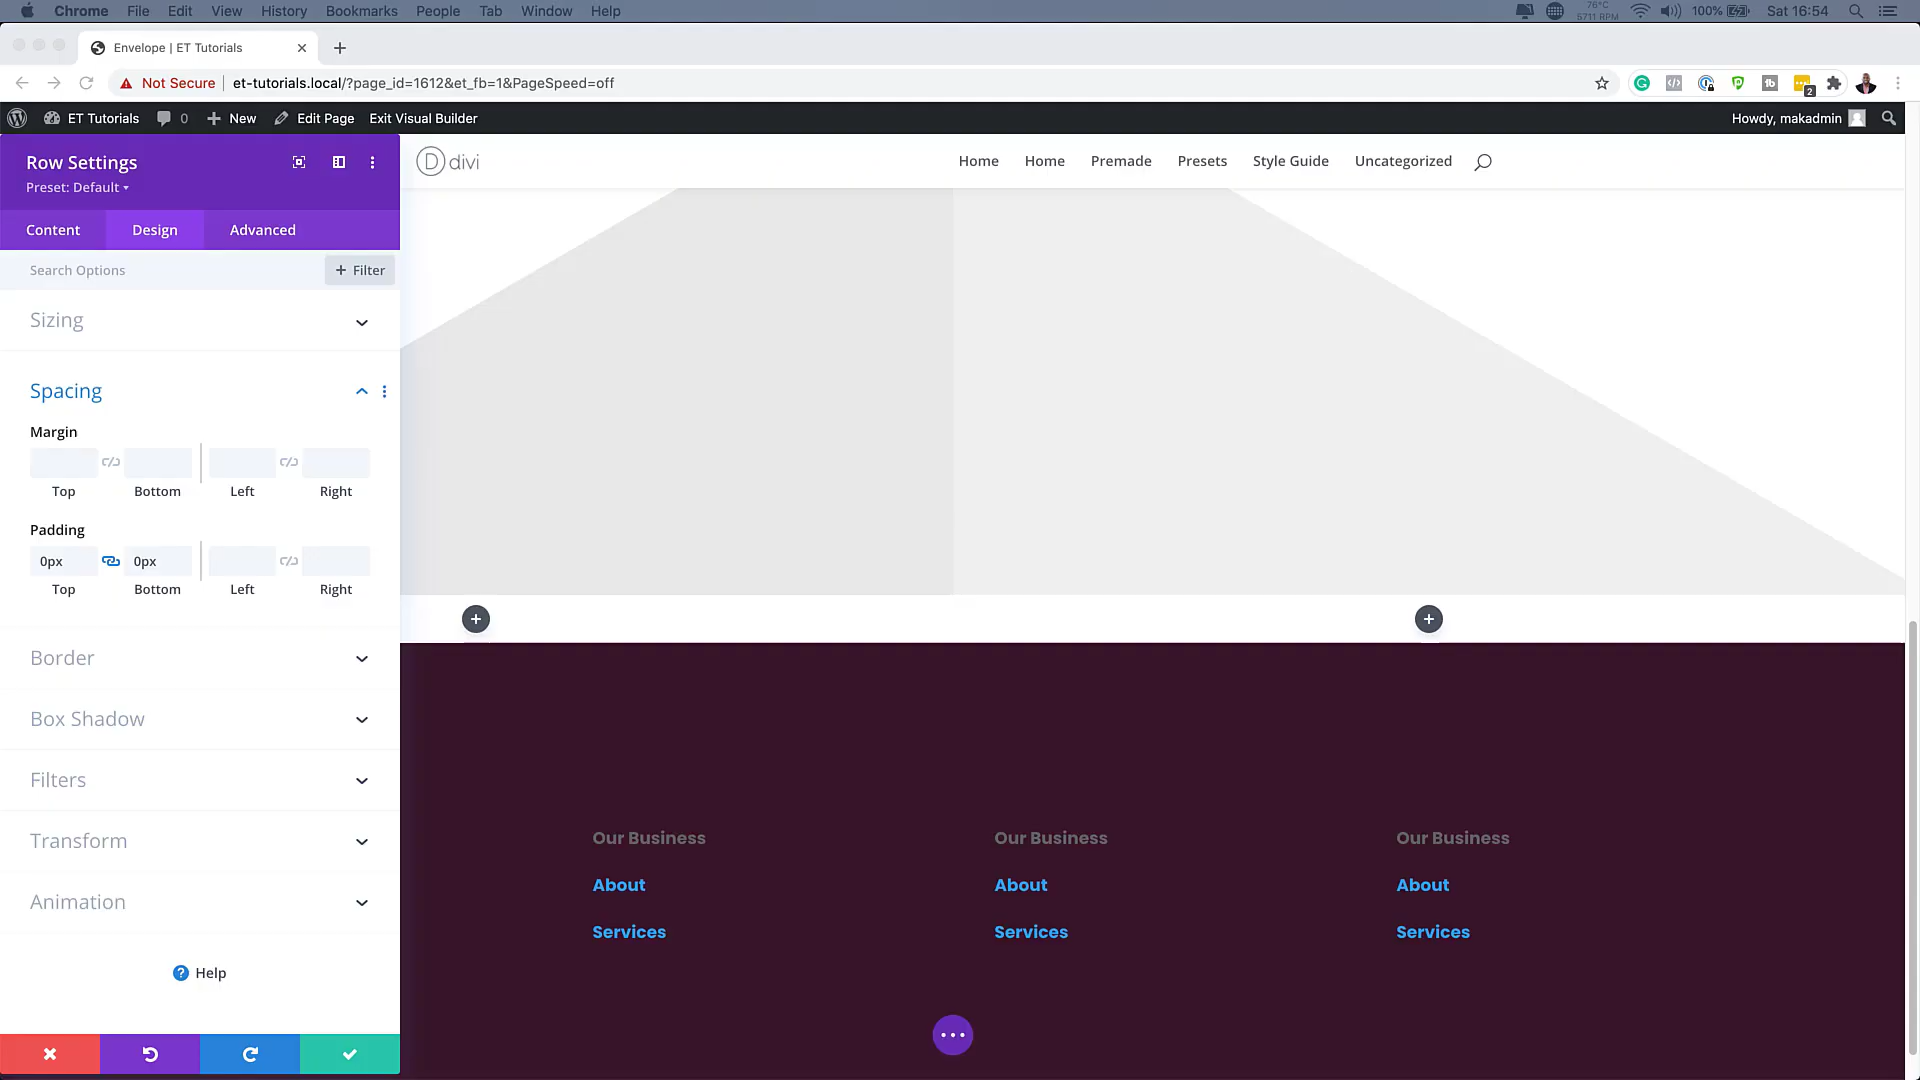 Chrome File Edit View History Bookmarks People Tab Window Help 76°C 5711 RPM 100% Sat 16:54
Envelope | ET Tutorials
Not Secure et-tutorials.local/?page_id=1612&et_fb=1&PageSpeed=off 2
ET Tutorials 0 New Edit Page Exit Visual Builder Howdy, makadmin
Row Settings
Preset: Default
D divi Home Home Premade Presets Style Guide Uncategorized
Content Design Advanced
Search Options + Filter
Sizing
Spacing
Margin
Top Bottom Left Right
Padding
0px 0px
Top Bottom Left Right
Border
Box Shadow
Filters
Transform
Animation
? Help
Our Business Our Business Our Business
About About About
Services Services Services